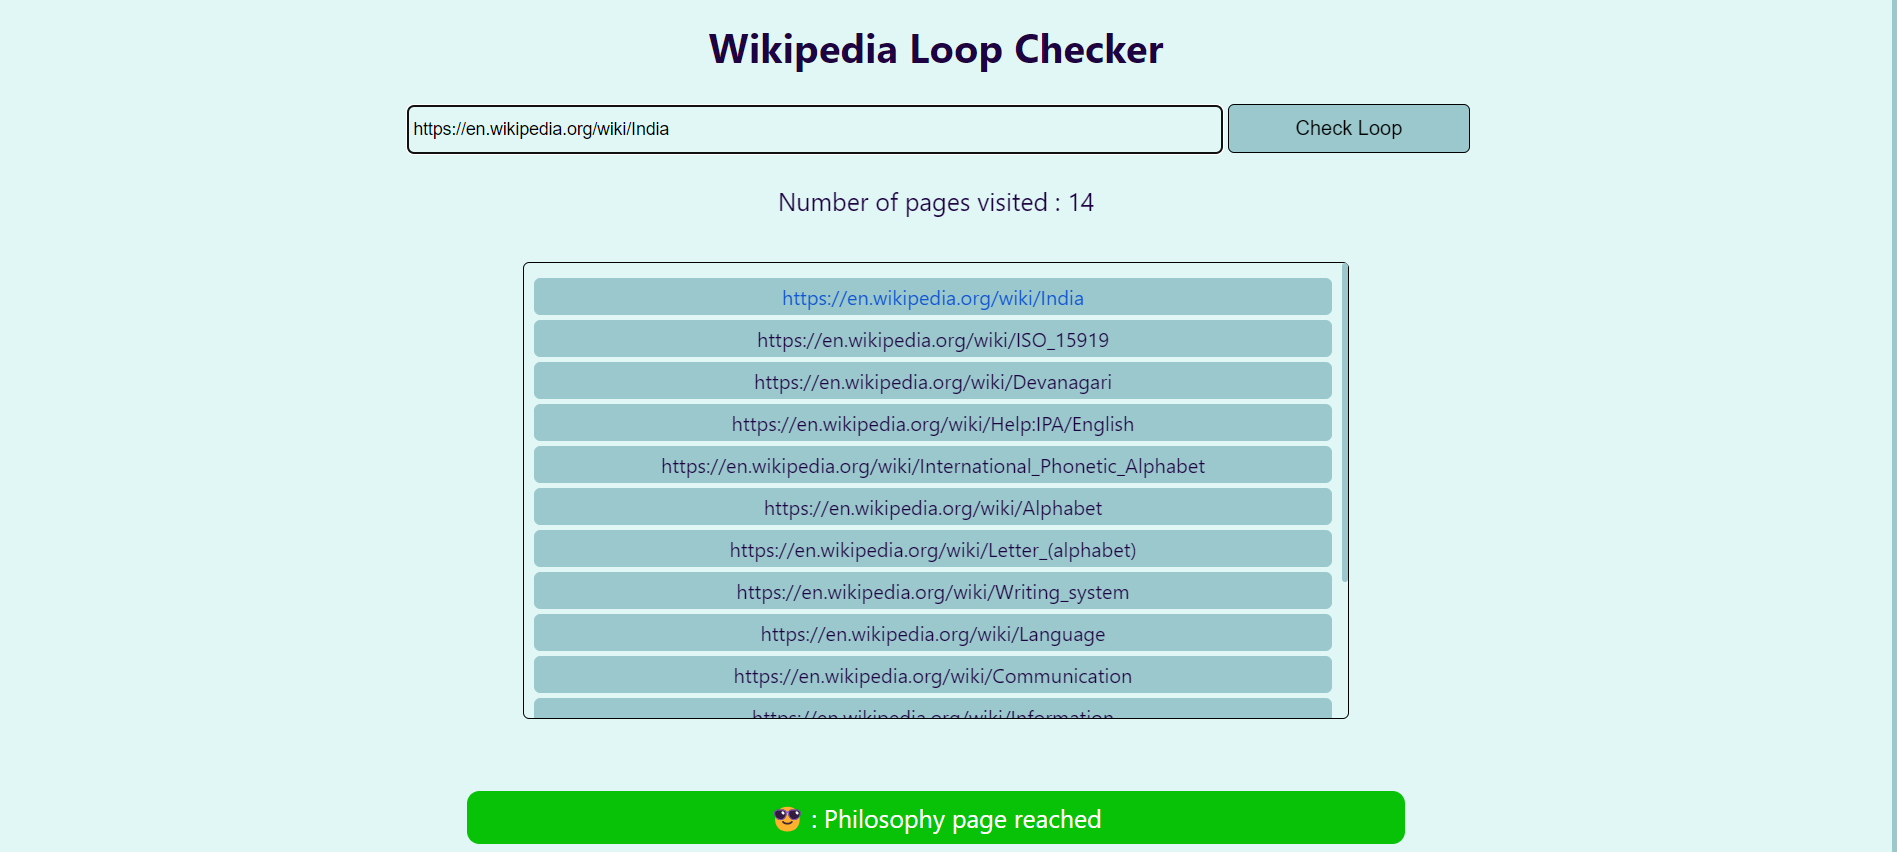 Wikipedia Loop Checker
https://en.wikipedia.org/wiki/India
Check Loop
Number of pages visited : 14
https://en.wikipedia.org/wiki/India
https://en.wikipedia.org/wiki/ISO_15919
https://en.wikipedia.org/wiki/Devanagari
https://en.wikipedia.org/wiki/Help:IPA/English
https://en.wikipedia.org/wiki/International_Phonetic_Alphabet
https://en.wikipedia.org/wiki/Alphabet
https://en.wikipedia.org/wiki/Letter_(alphabet)
https://en.wikipedia.org/wiki/Writing_system
https://en.wikipedia.org/wiki/Language
https://en.wikipedia.org/wiki/Communication
https://en.wikipedia.org/wiki/Information
😎 : Philosophy page reached